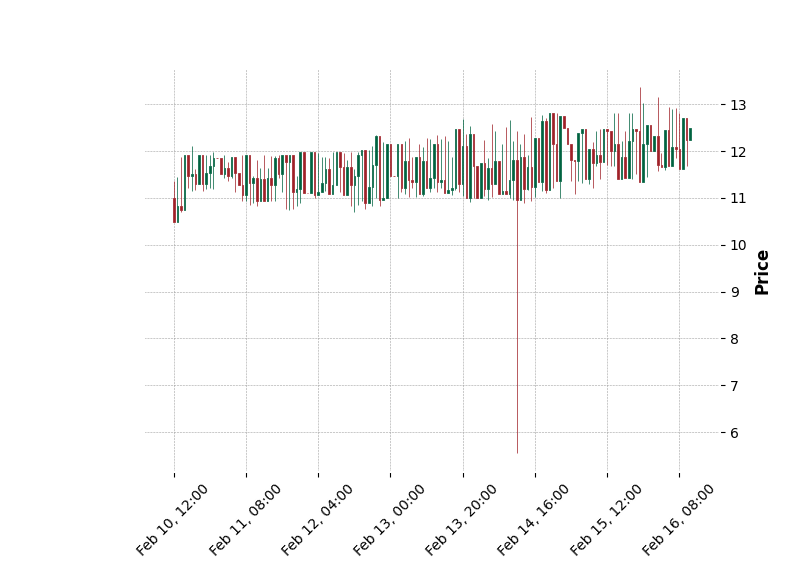 13
12
11
10
9
8
7
6
Price
Feb 10, 12:00
Feb 11, 08:00
Feb 12, 04:00
Feb 13, 00:00
Feb 13, 20:00
Feb 14, 16:00
Feb 15, 12:00
Feb 16, 08:00